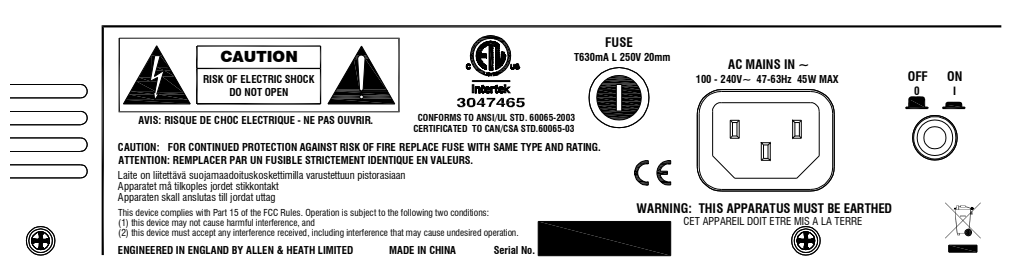 CAUTION
RISK OF ELECTRIC SHOCK
DO NOT OPEN
AVIS: RISQUE DE CHOC ELECTRIQUE - NE PAS OUVRIR.
C ETL US
Intertek
3047465
CONFORMS TO ANSI/UL STD. 60065-2003
CERTIFICATED TO CAN/CSA STD.60065-03
FUSE
T630mA L 250V 20mm
AC MAINS IN ~
100 - 240V~ 47-63Hz 45W MAX
OFF ON
0 I
CAUTION: FOR CONTINUED PROTECTION AGAINST RISK OF FIRE REPLACE FUSE WITH SAME TYPE AND RATING.
ATTENTION: REMPLACER PAR UN FUSIBLE STRICTEMENT IDENTIQUE EN VALEURS.
Laite on liitettävä suojamaadoituskoskettimilla varustettuun pistorasiaan
Apparatet må tilkoples jordet stikkontakt
Apparaten skall anslutas till jordat uttag
This device complies with Part 15 of the FCC Rules. Operation is subject to the following two conditions:
(1) this device may not cause harmful interference, and
(2) this device must accept any interference received, including interference that may cause undesired operation.
CE
WARNING: THIS APPARATUS MUST BE EARTHED
CET APPAREIL DOIT ETRE MIS A LA TERRE
ENGINEERED IN ENGLAND BY ALLEN & HEATH LIMITED MADE IN CHINA Serial No.